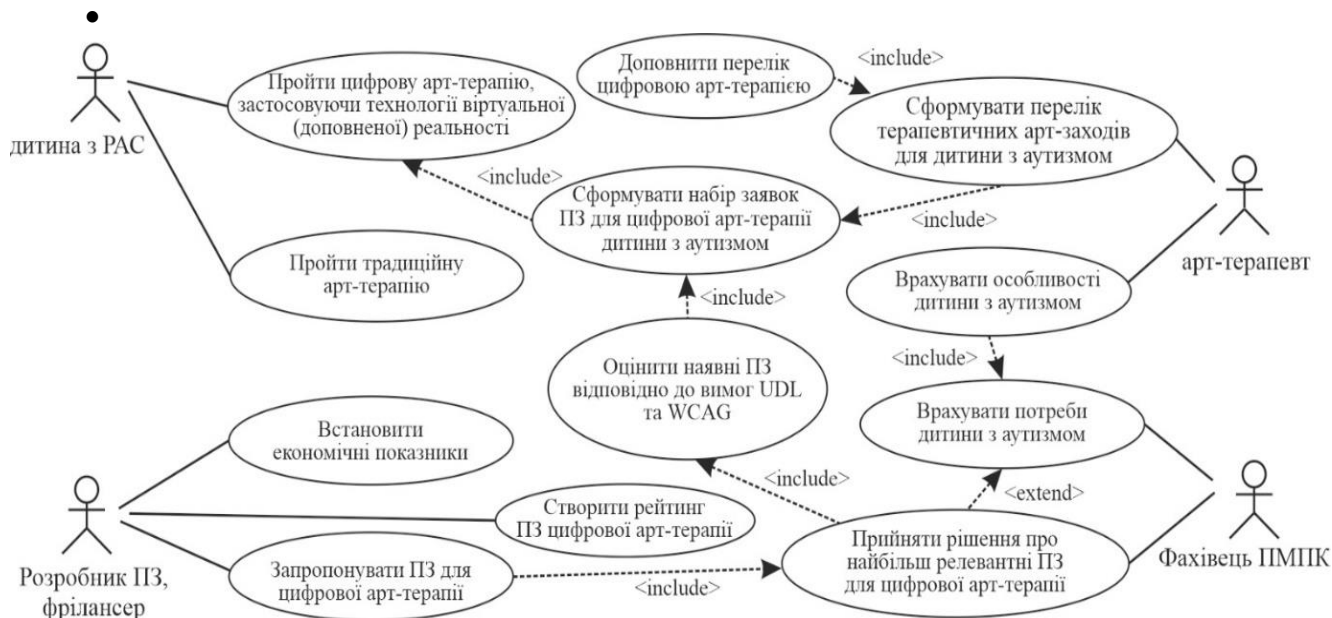 Доповнити перелік
цифровою арт-терапією
<include>
Пройти цифрову арт-терапію,
застосовуючи технології віртуальної
(доповненої) реальності
Сформувати перелік
терапевтичних арт-заходів
для дитини з аутизмом
дитина з РАС
<include>
Сформувати набір заявок
ПЗ для цифрової арт-терапії
дитини з аутизмом
<include>
арт-терапевт
Пройти традиційну
арт-терапію
Врахувати особливості
дитини з аутизмом
<include>
<include>
Оцінити наявні ПЗ
відповідно до вимог UDL
та WCAG
Врахувати потреби
дитини з аутизмом
Встановити
економічні показники
<include>
<extend>
Створити рейтинг
ПЗ цифрової арт-терапії
Прийняти рішення про
найбільш релевантні ПЗ
для цифрової арт-терапії
Фахівець ПМПК
Розробник ПЗ,
фрілансер
Запропонувати ПЗ для
цифрової арт-терапії
<include>